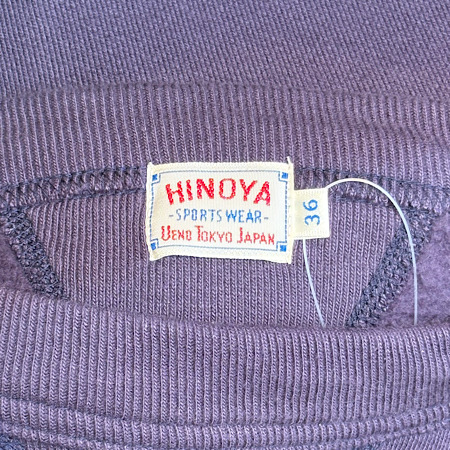 HINOYA
-SPORTS WEAR-
UENO TOKYO JAPAN
36